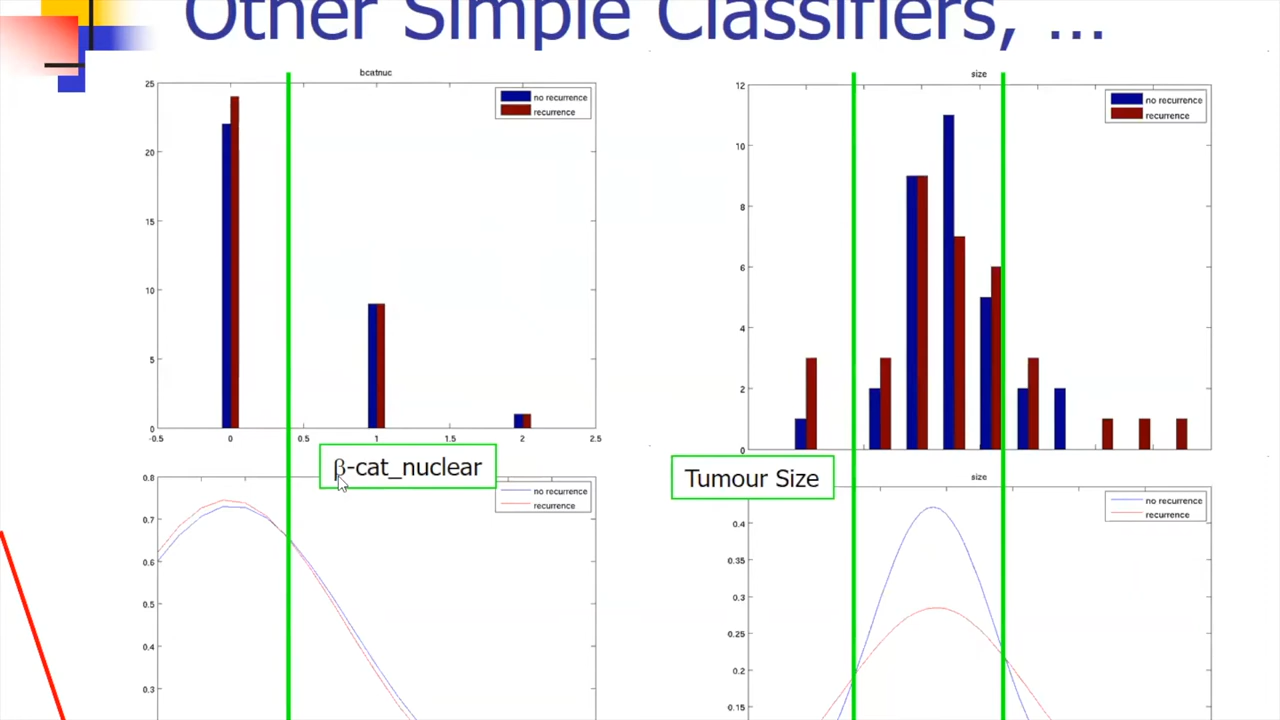 Other Simple Classifiers, ...
bcatnuc
25
20
15
10
5
0
-0.5 0 0.5 1 1.5 2 2.5
no recurrence
recurrence
size
12
10
8
6
4
2
0
no recurrence
recurrence
β-cat_nuclear
Tumour Size
0.8
0.7
0.6
0.5
0.4
0.3
no recurrence
recurrence
size
0.4
0.35
0.3
0.25
0.2
0.15
no recurrence
recurrence